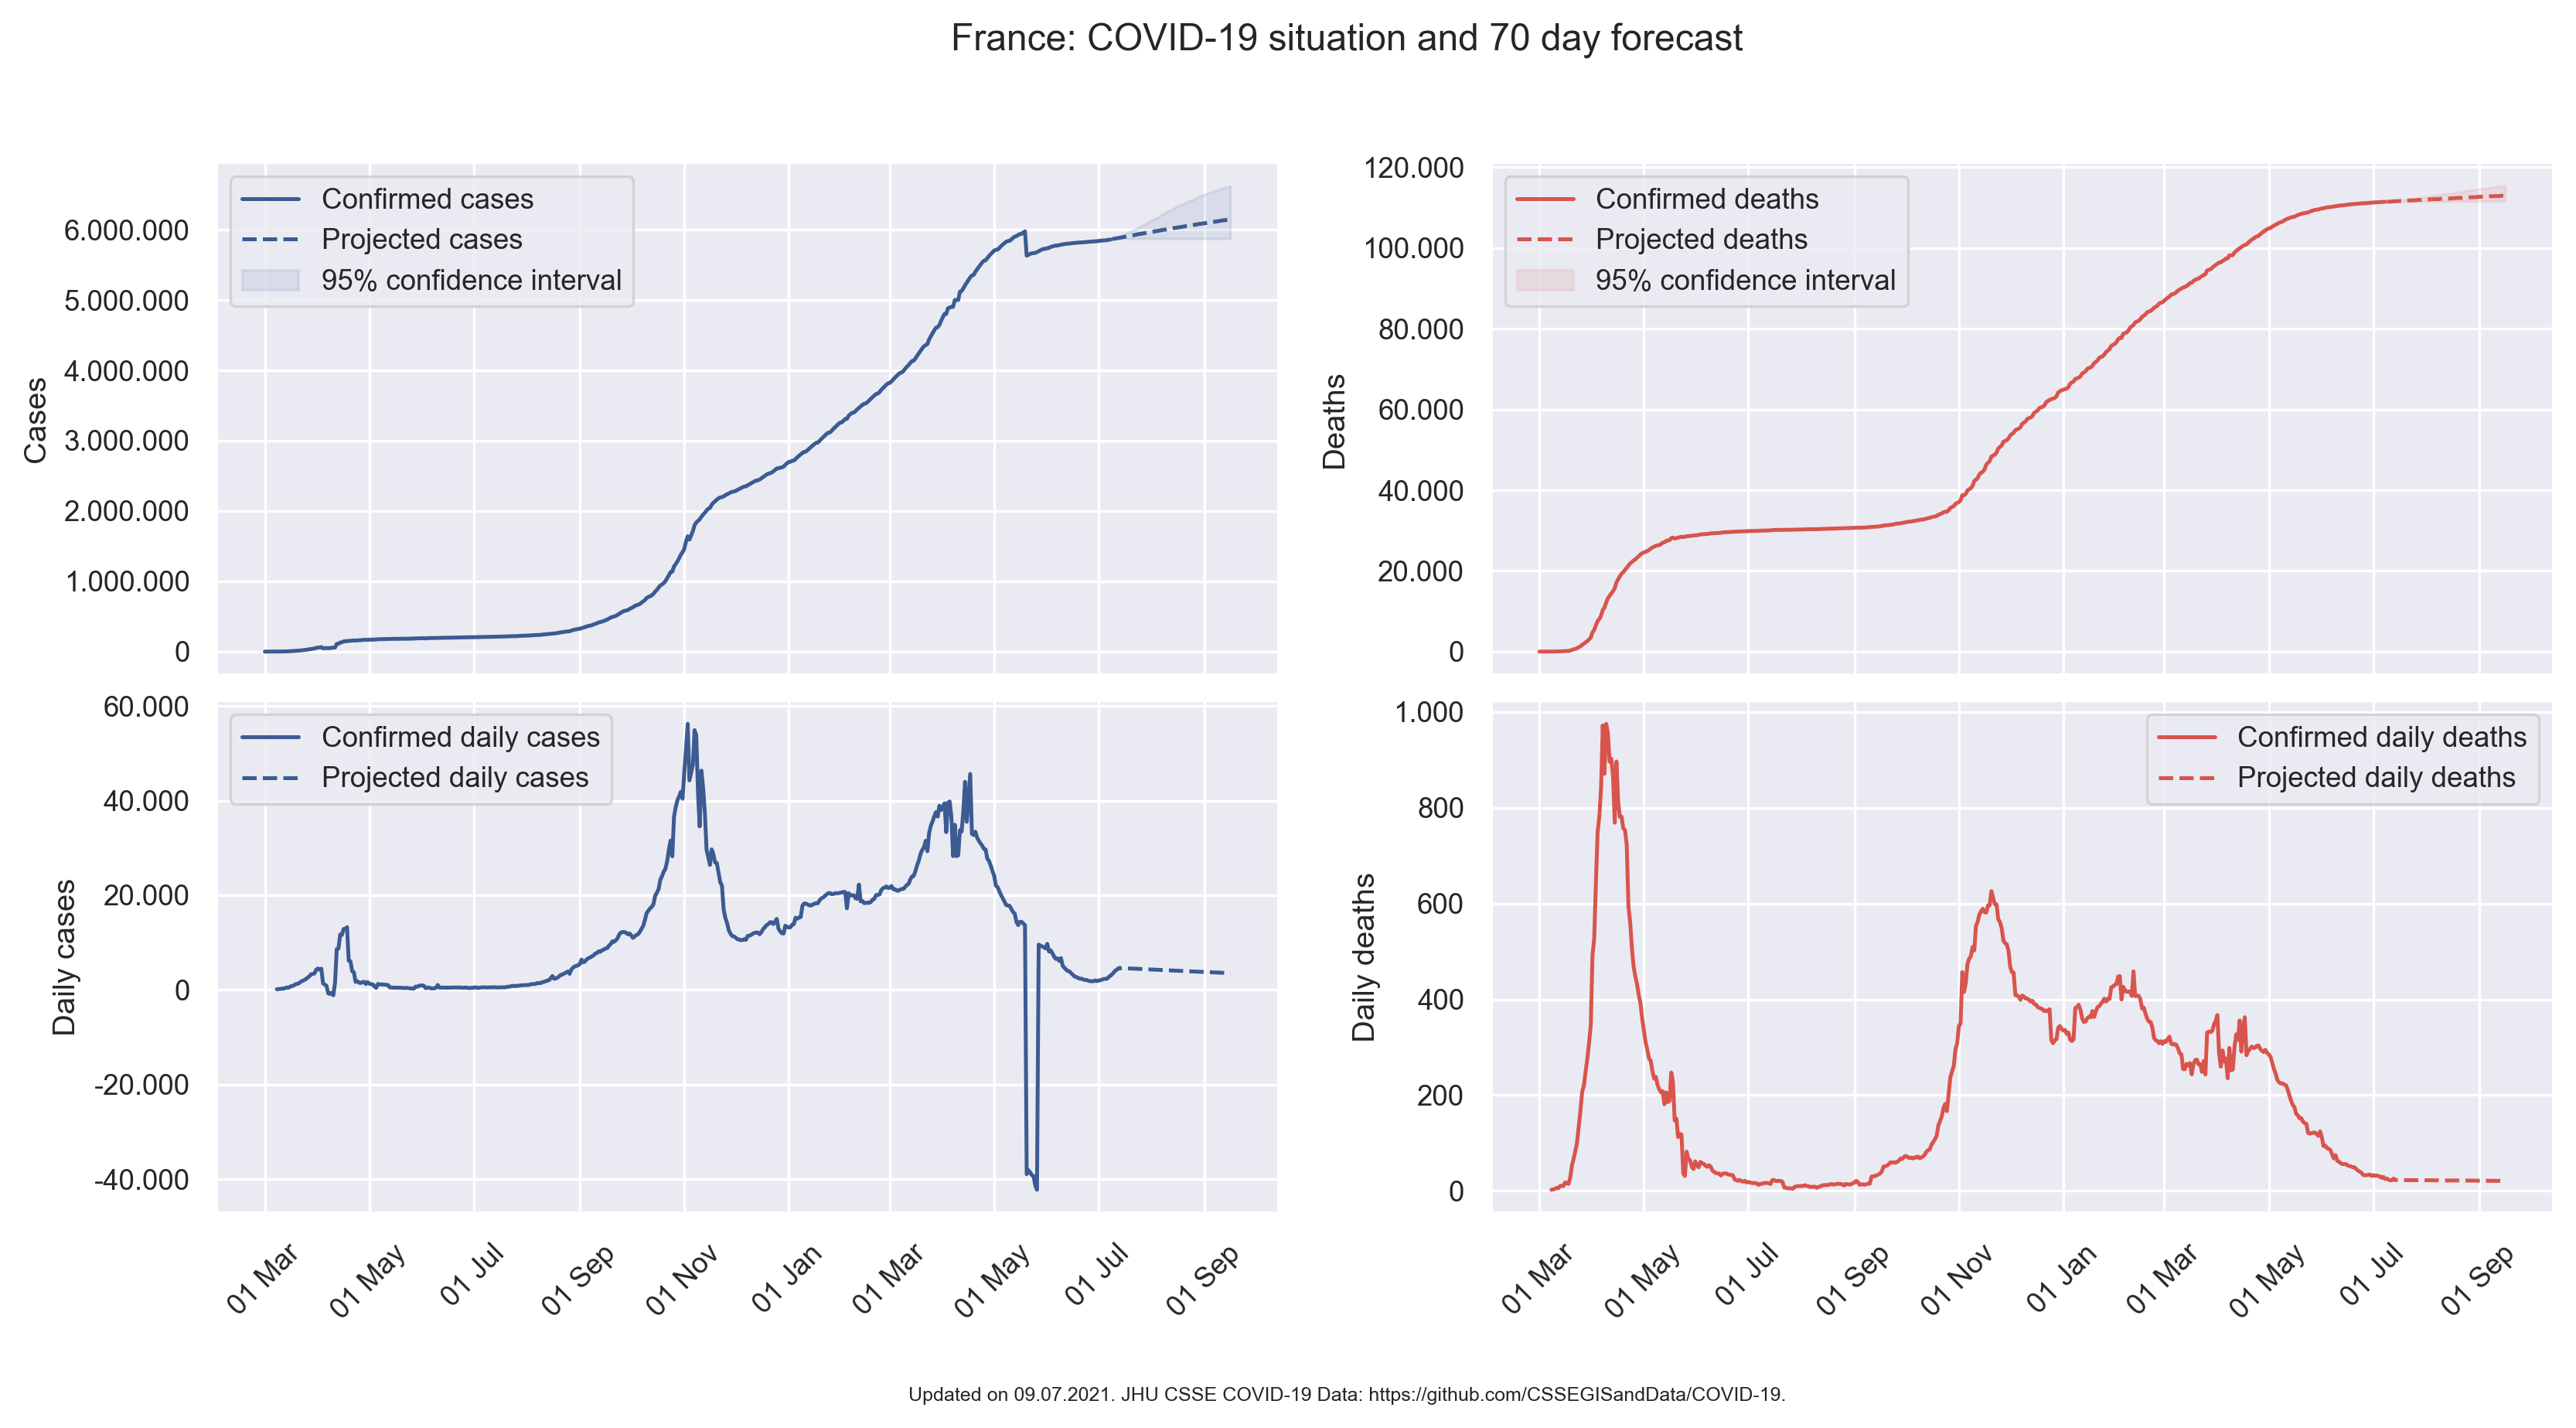 France: COVID-19 situation and 70 day forecast
Confirmed cases
Projected cases
95% confidence interval
Cases
6.000.000
5.000.000
4.000.000
3.000.000
2.000.000
1.000.000
0
Confirmed deaths
Projected deaths
95% confidence interval
Deaths
120.000
100.000
80.000
60.000
40.000
20.000
0
Confirmed daily cases
Projected daily cases
Daily cases
60.000
40.000
20.000
0
-20.000
-40.000
01 Mar
01 May
01 Jul
01 Sep
01 Nov
01 Jan
01 Mar
01 May
01 Jul
01 Sep
Confirmed daily deaths
Projected daily deaths
Daily deaths
1.000
800
600
400
200
0
01 Mar
01 May
01 Jul
01 Sep
01 Nov
01 Jan
01 Mar
01 May
01 Jul
01 Sep
Updated on 09.07.2021. JHU CSSE COVID-19 Data: https://github.com/CSSEGISandData/COVID-19.